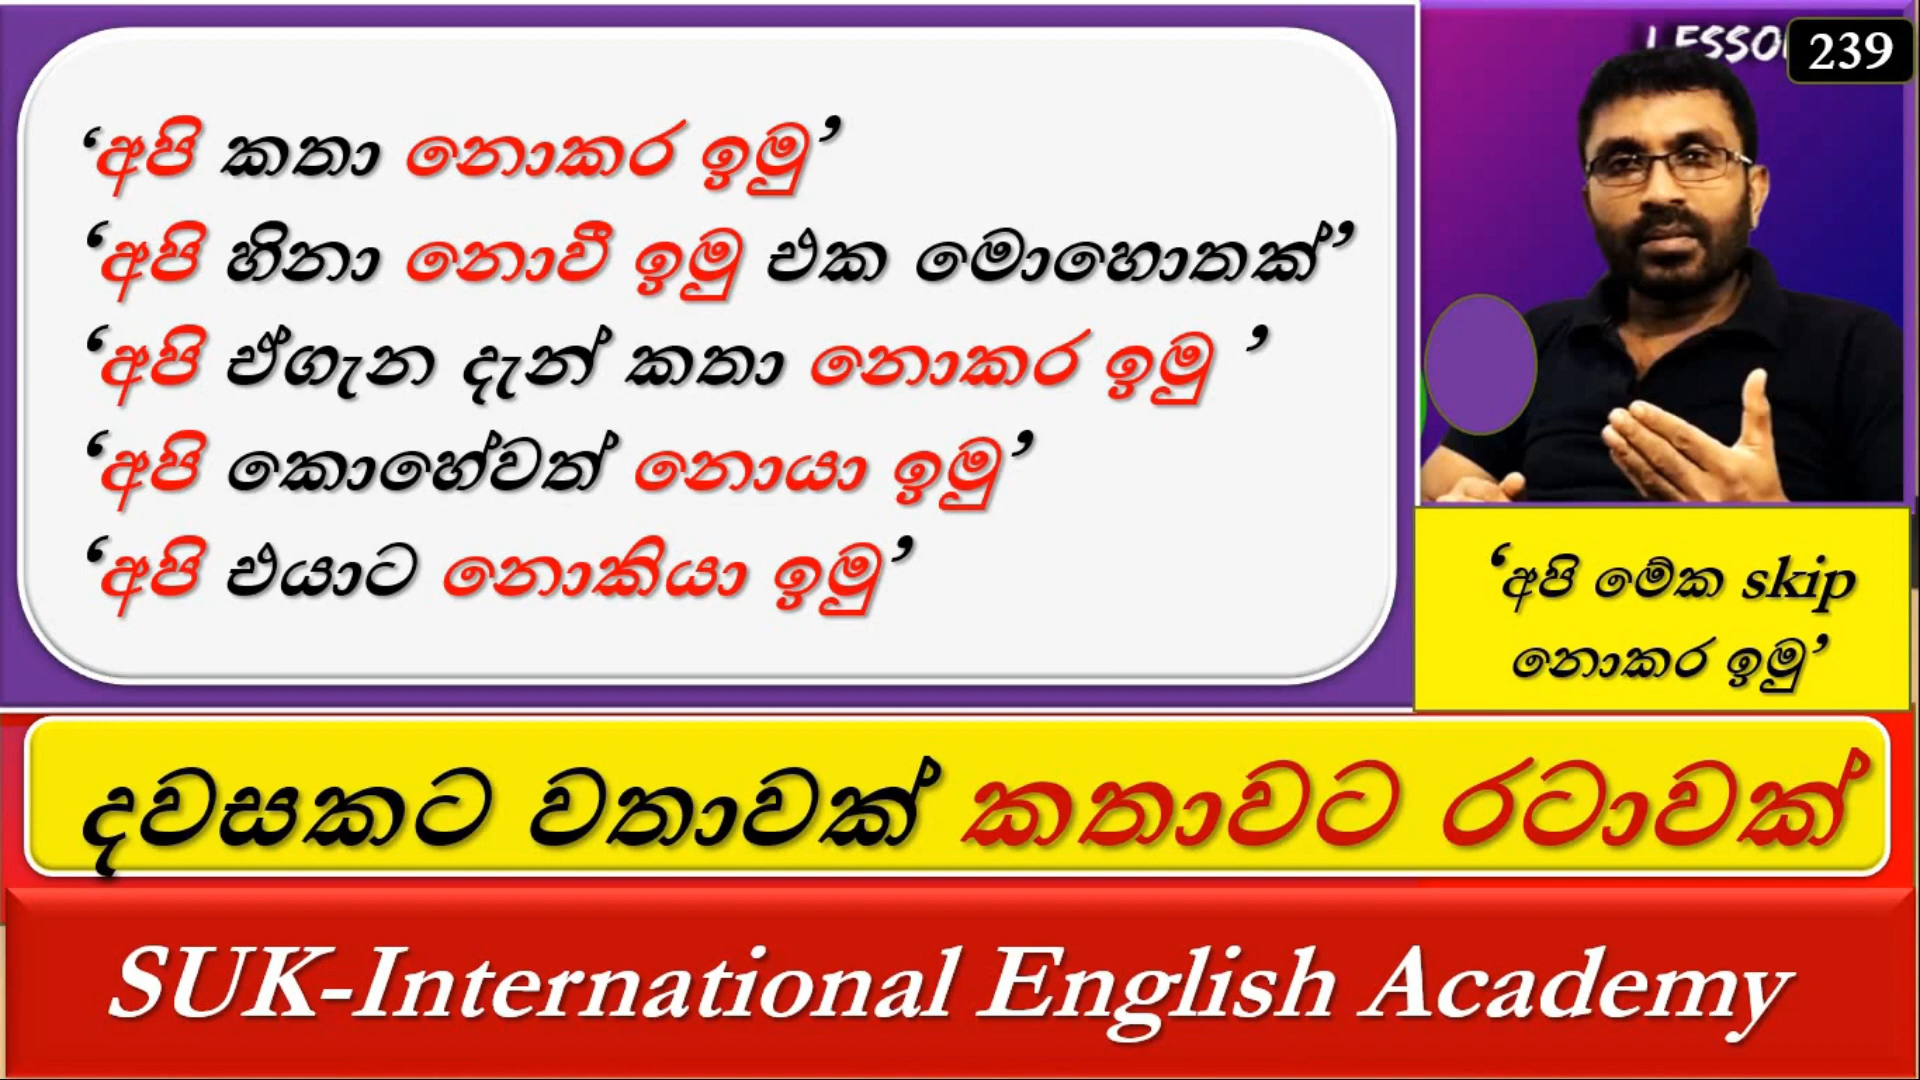 ‘අපි කතා නොකර ඉමු’
‘අපි හිනා නොවී ඉමු එක මොහොතක්’
‘අපි ඒගැන දැන් කතා නොකර ඉමු ’
‘අපි කොහේවත් නොයා ඉමු’
‘අපි එයාට නොකියා ඉමු’
239
‘අපි මේක skip
නොකර ඉමු’
දවසකට වතාවක් කතාවට රටාවක්
SUK-International English Academy